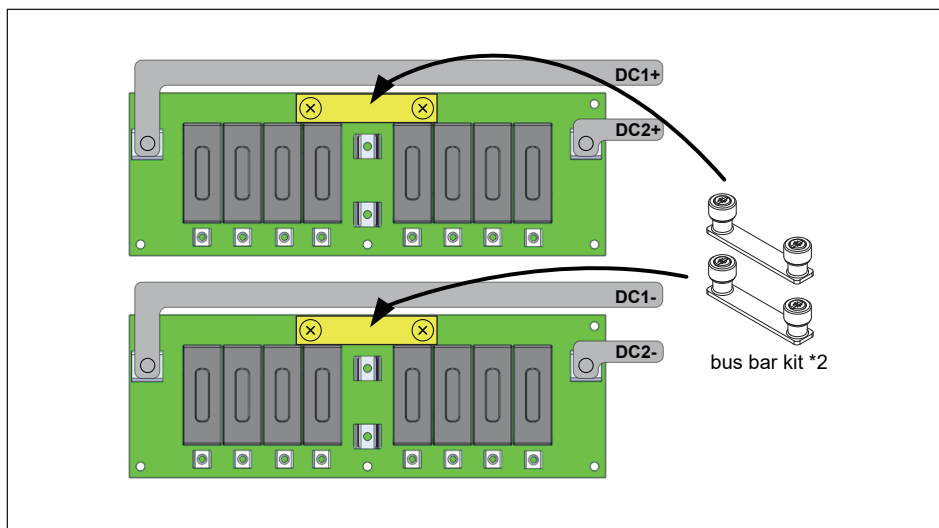 DC1+
DC2+
DC1-
DC2-
bus bar kit *2